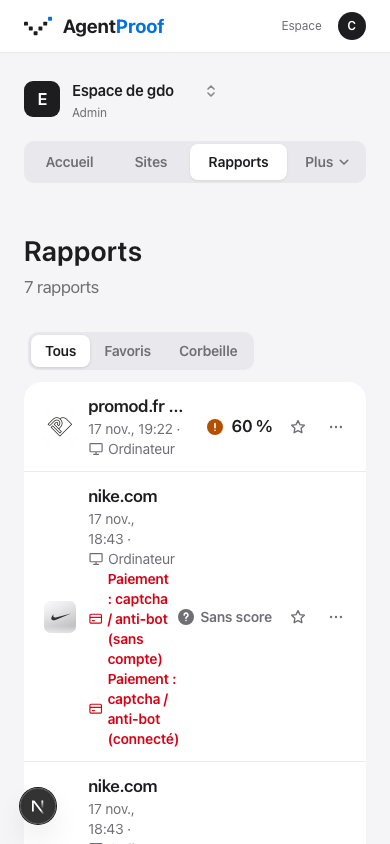 AgentProof
Espace
C
E
Espace de gdo
Admin
Accueil
Sites
Rapports
Plus
Rapports
7 rapports
Tous
Favoris
Corbeille
promod.fr ...
17 nov., 19:22 ·
Ordinateur
60 %
nike.com
17 nov.,
18:43 ·
Ordinateur
Paiement
: captcha
/ anti-bot
(sans
compte)
Paiement :
captcha /
anti-bot
(connecté)
? Sans score
nike.com
17 nov.,
18:43 ·
N